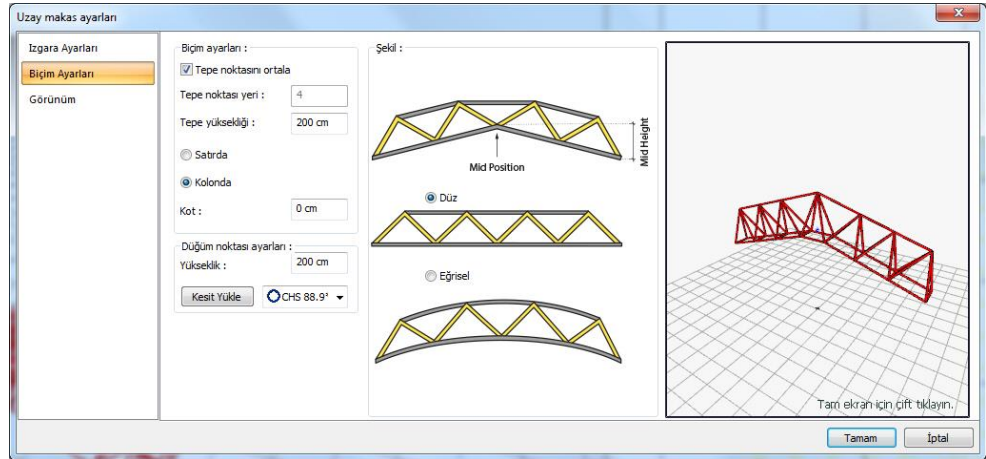 Uzay makas ayarları
Izgara Ayarları
Biçim Ayarları
Görünüm
Biçim ayarları :
Tepe noktasını ortala
Tepe noktası yeri : 4
Tepe yüksekliği : 200 cm
Satırda
Kolonda
Kot : 0 cm
Düğüm noktası ayarları :
Yükseklik : 200 cm
Kesit Yükle CHS 88.9*
Şekil :
Mid Height
Mid Position
Düz
Eğrisel
Tam ekran için çift tıklayın.
Tamam İptal